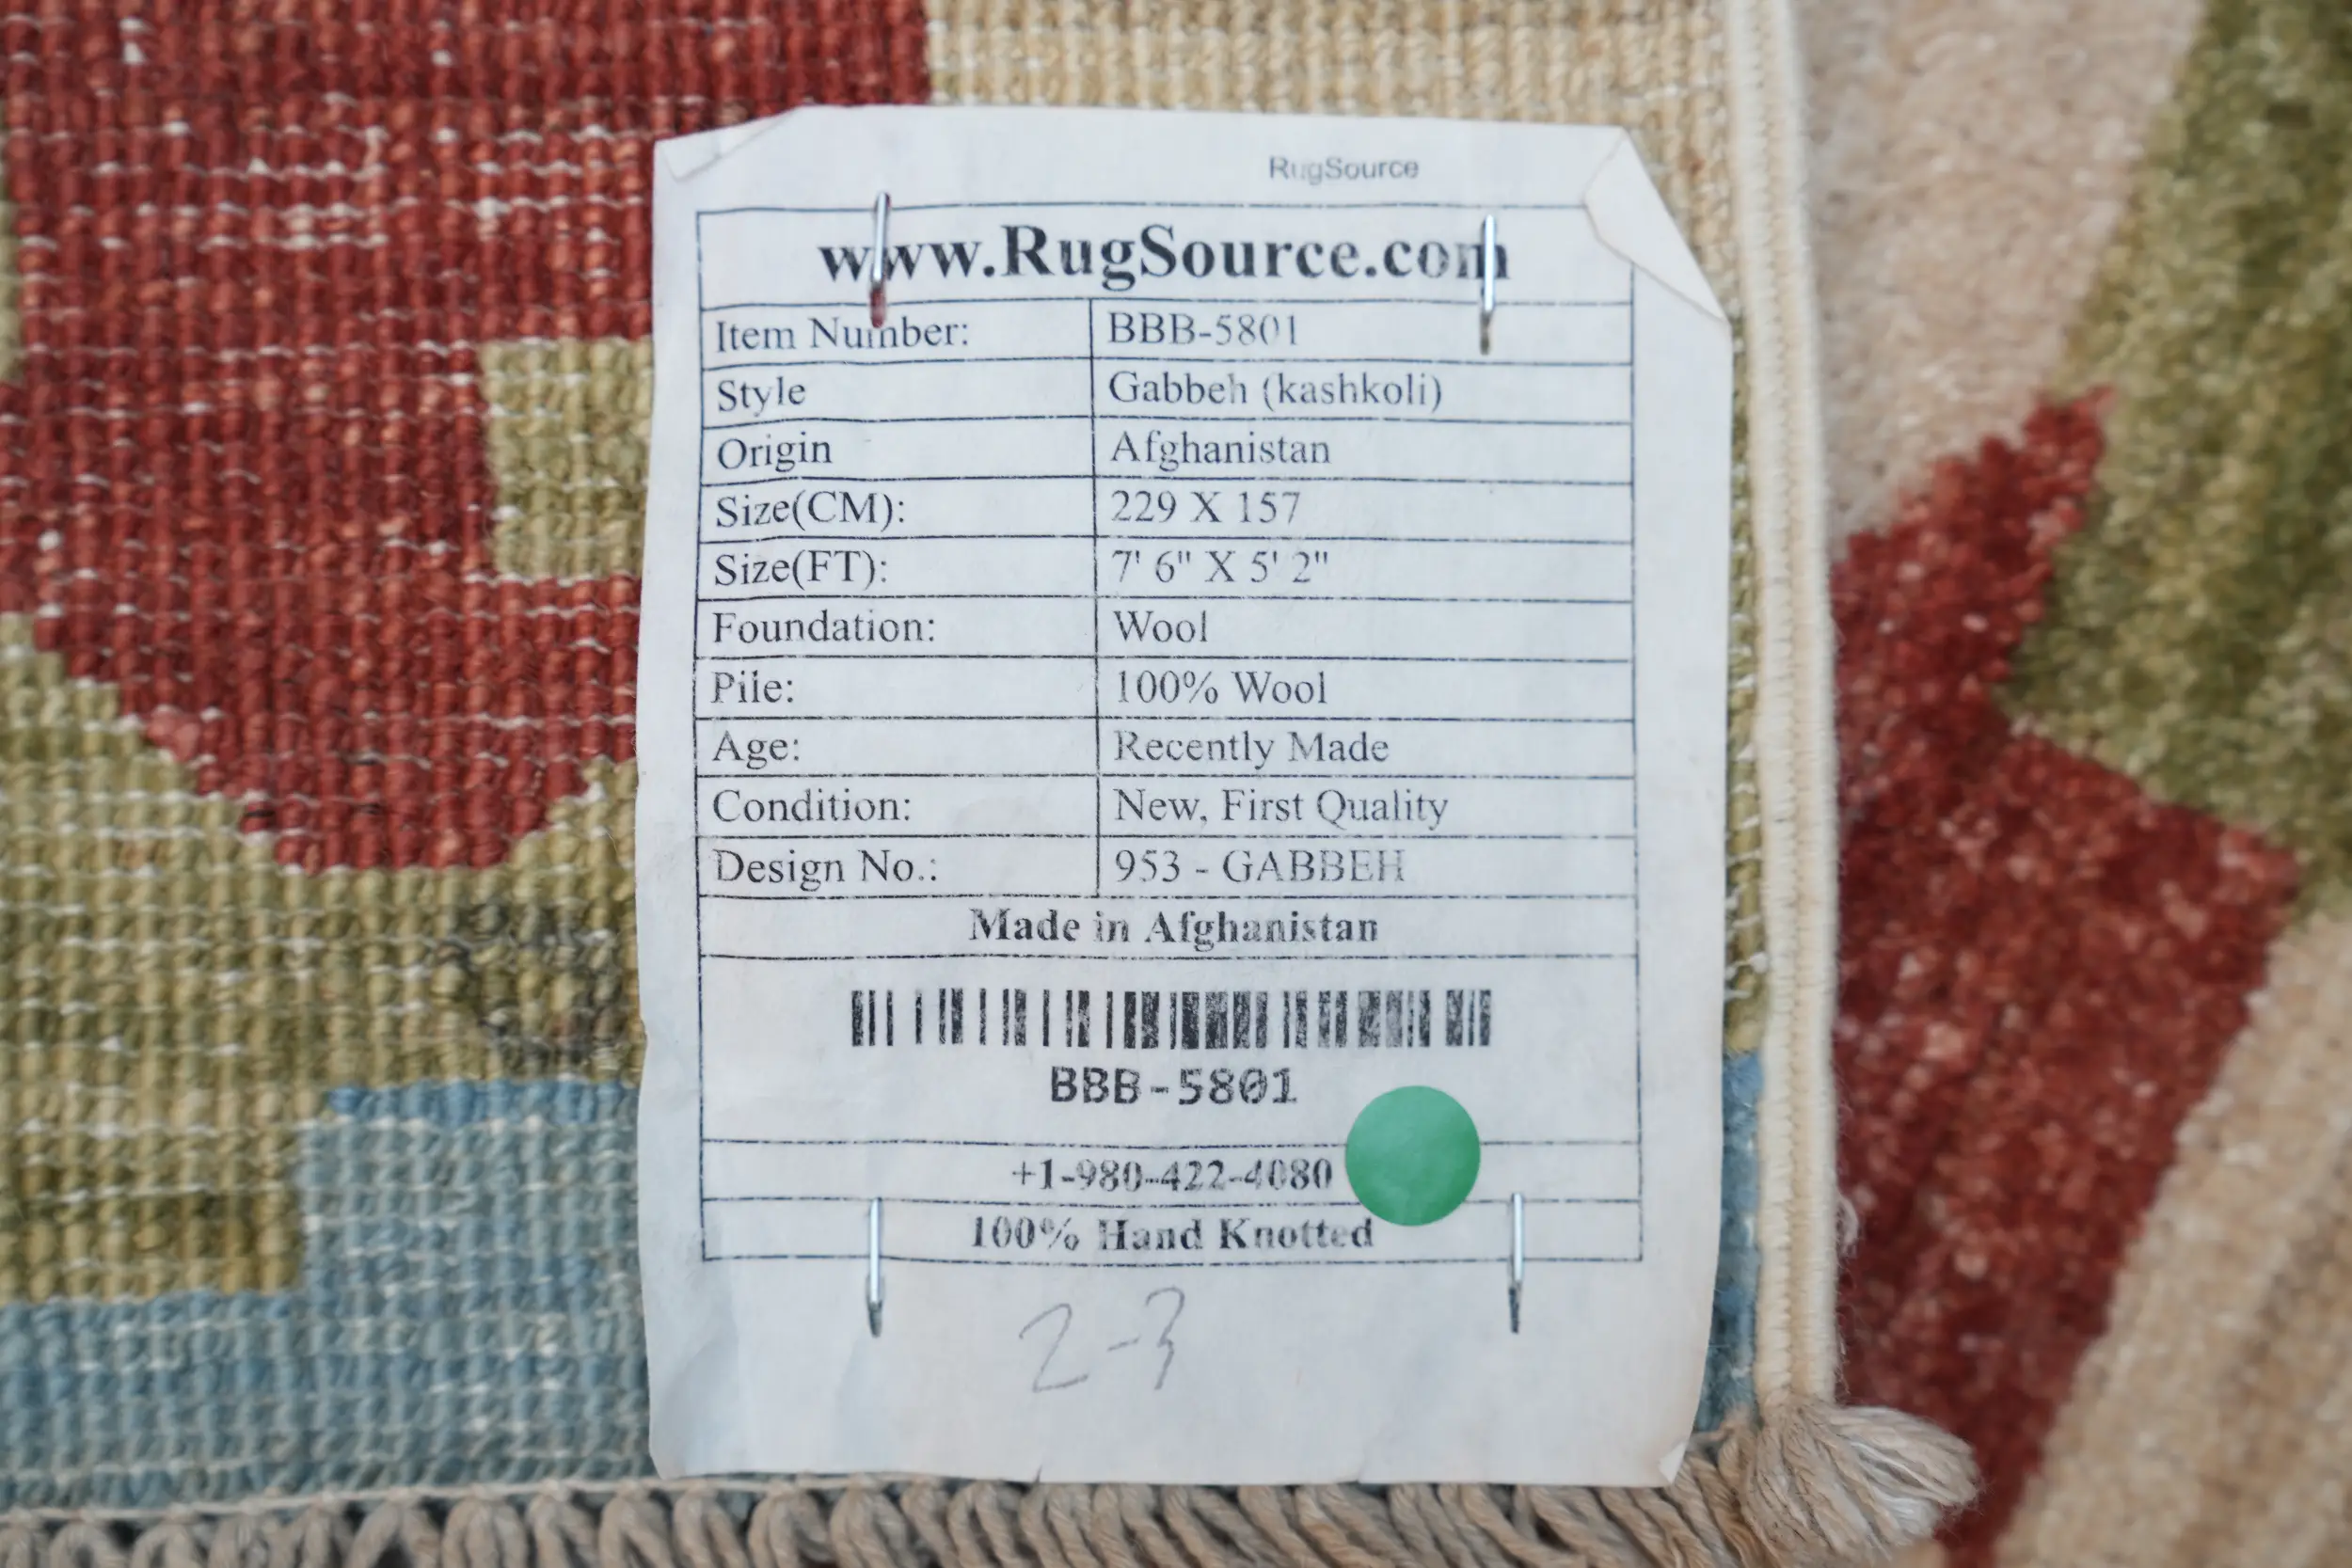 RugSource
www.RugSource.com
Item Number: BBB-5801
Style Gabbeh (kashkoli)
Origin Afghanistan
Size(CM): 229 X 157
Size(FT): 7' 6" X 5' 2"
Foundation: Wool
Pile: 100% Wool
Age: Recently Made
Condition: New, First Quality
Design No.: 953 - GABBEH
Made in Afghanistan
BBB-5801
+1-980-422-4080
100% Hand Knotted
2-3